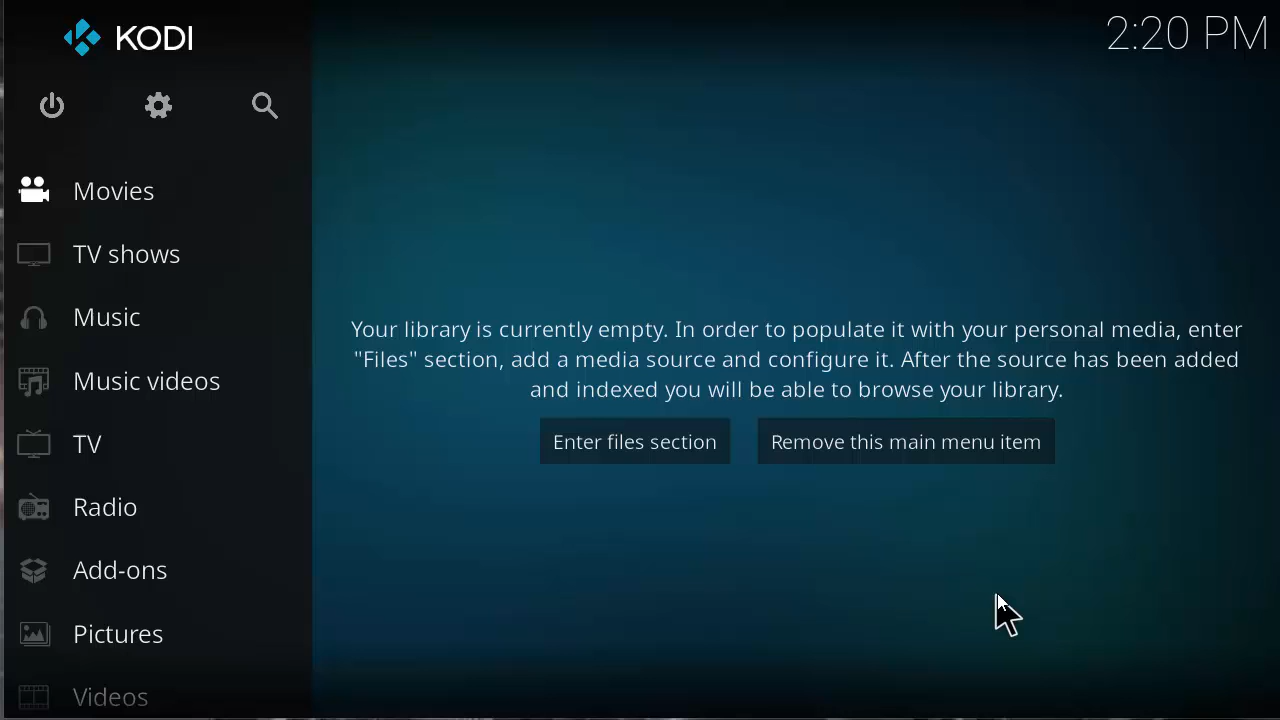 KODI
2:20 PM
Movies
TV shows
Music
Music videos
TV
Radio
Add-ons
Pictures
Videos
Your library is currently empty. In order to populate it with your personal media, enter
"Files" section, add a media source and configure it. After the source has been added
and indexed you will be able to browse your library.
Enter files section
Remove this main menu item